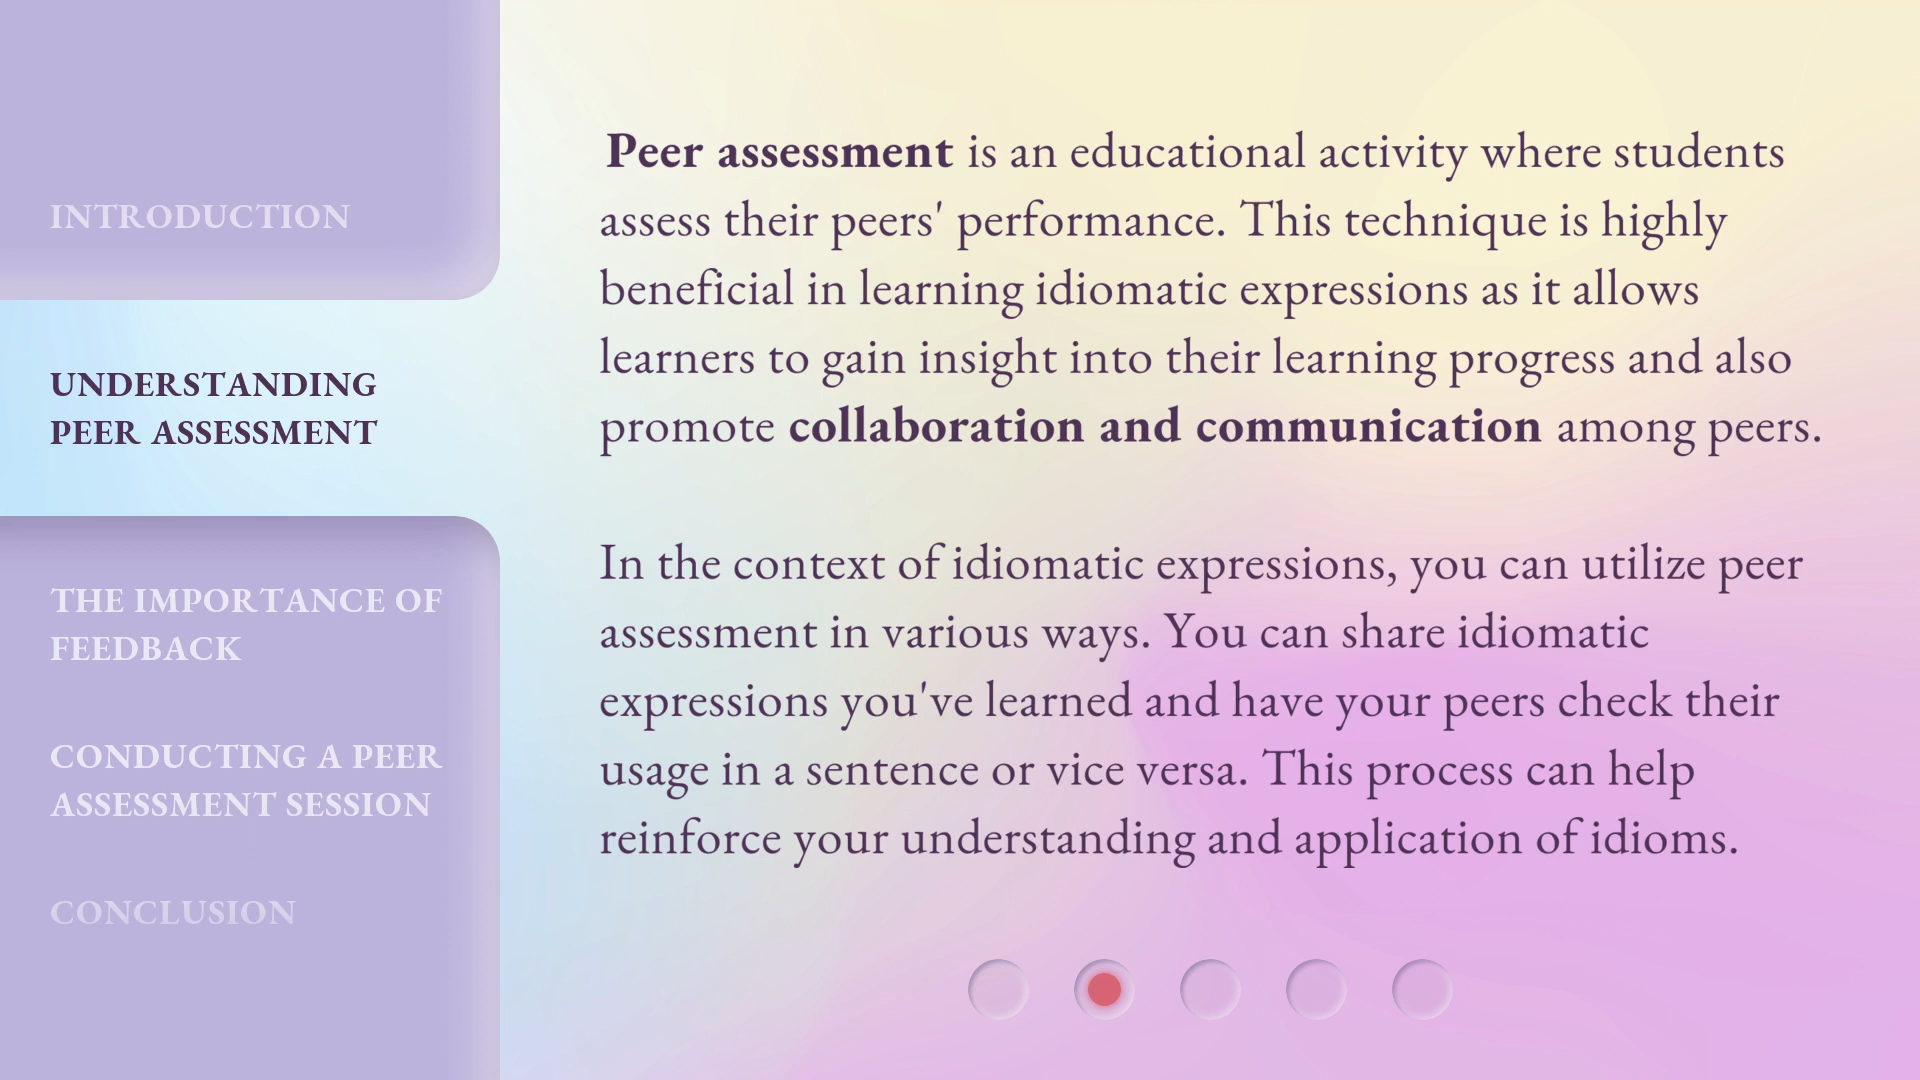 INTRODUCTION
UNDERSTANDING
PEER ASSESSMENT
THE IMPORTANCE OF
FEEDBACK
CONDUCTING A PEER
ASSESSMENT SESSION
CONCLUSION
Peer assessment is an educational activity where students
assess their peers' performance. This technique is highly
beneficial in learning idiomatic expressions as it allows
learners to gain insight into their learning progress and also
promote collaboration and communication among peers.
In the context of idiomatic expressions, you can utilize peer
assessment in various ways. You can share idiomatic
expressions you've learned and have your peers check their
usage in a sentence or vice versa. This process can help
reinforce your understanding and application of idioms.